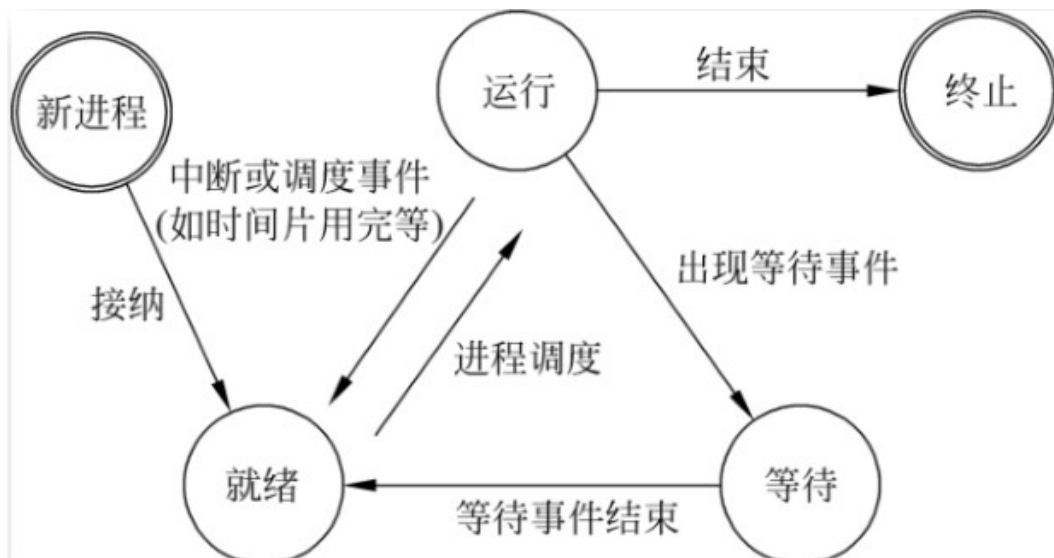 新进程
运行
结束
终止
中断或调度事件
(如时间片用完等)
出现等待事件
接纳
进程调度
就绪
等待
等待事件结束